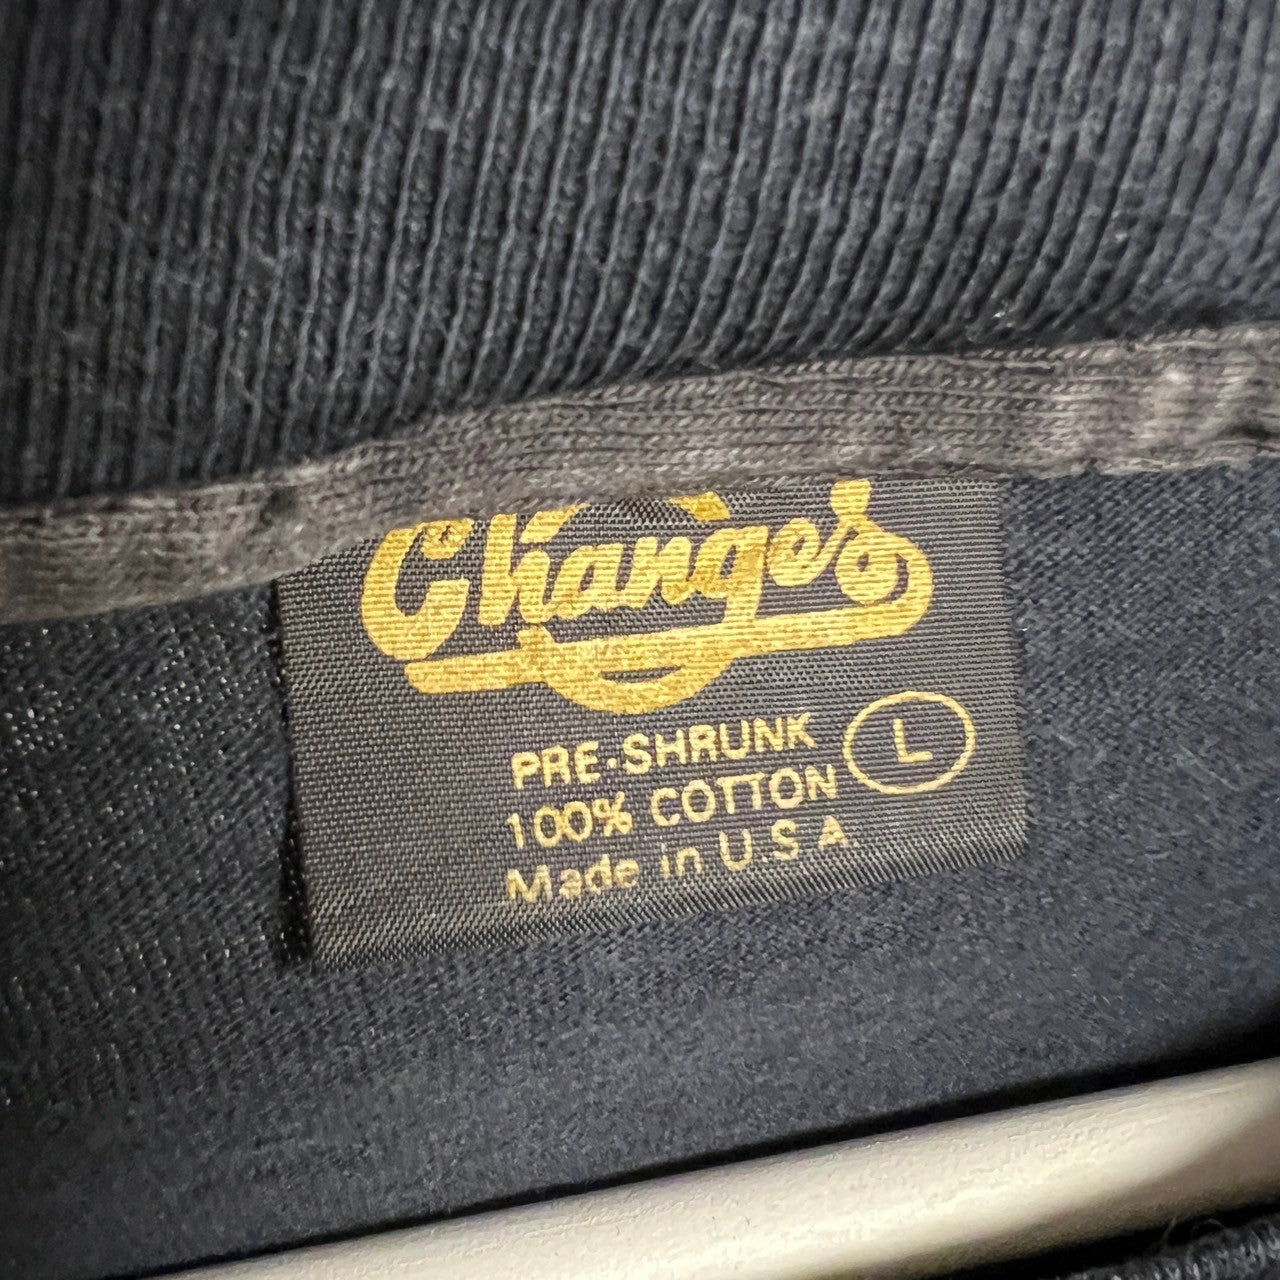 Changes
PRE-SHRUNK
100% COTTON
Made in U.S.A.
L